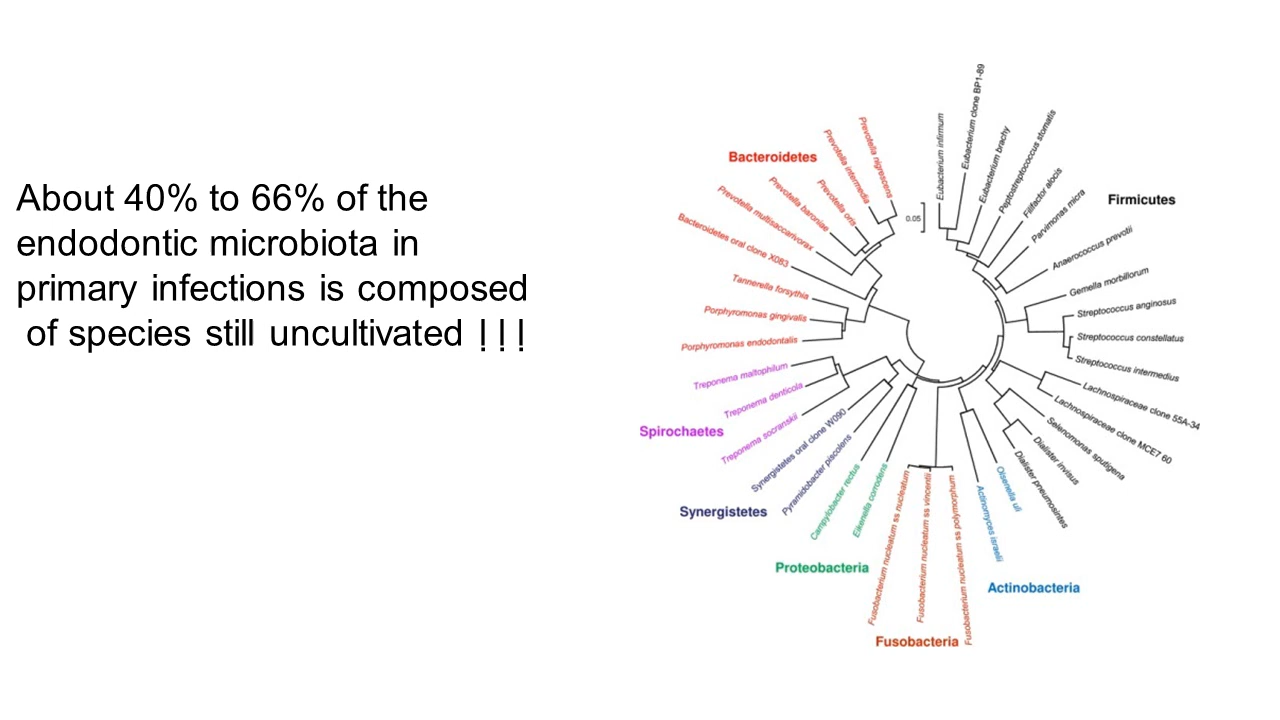 About 40% to 66% of the
endodontic microbiota in
primary infections is composed
of species still uncultivated ! ! !
Bacteroidetes
Prevotella nigrescens
Prevotella intermedia
Prevotella oris
Prevotella baroniae
Prevotella multisaccarivorax
Bacteroidetes oral clone X083
Tannerella forsythia
Porphyromonas gingivalis
Porphyromonas endodontalis
Treponema maltophilum
Treponema denticola
Treponema socranskii
Spirochaetes
Synergistetes oral clone W090
Pyramidobacter piscolens
Synergistetes
Campylobacter rectus
Eikenella corrodens
Proteobacteria
Fusobacterium nucleatum ss nucleatum
Fusobacterium nucleatum ss vincentii
Fusobacterium nucleatum ss polymorphum
Fusobacteria
Actinomyces israelii
Olsenella uli
Actinobacteria
Dialister pneumosintes
Dialister invisus
Selenomonas sputigena
Lachnospiraceae clone MCE7 60
Lachnospiraceae clone 55A-34
Streptococcus intermedius
Streptococcus constellatus
Streptococcus anginosus
Gemella morbillorum
Anaerococcus prevotii
Parvimonas micra
Filifactor alocis
Peptostreptococcus stomatis
Eubacterium brachy
Eubacterium clone BP1-89
Eubacterium infirmum
Firmicutes
0.05